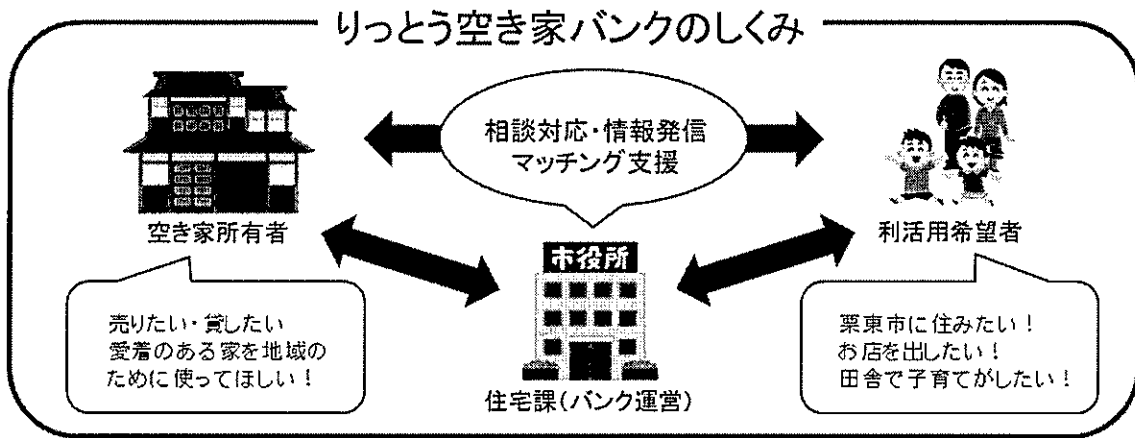 りっとう空き家バンクのしくみ
相談対応・情報発信
マッチング支援
空き家所有者
利活用希望者
市役所
売りたい・貸したい
愛着のある家を地域の
ために使ってほしい！
栗東市に住みたい！
お店を出したい！
田舎で子育てがしたい！
住宅課(バンク運営)